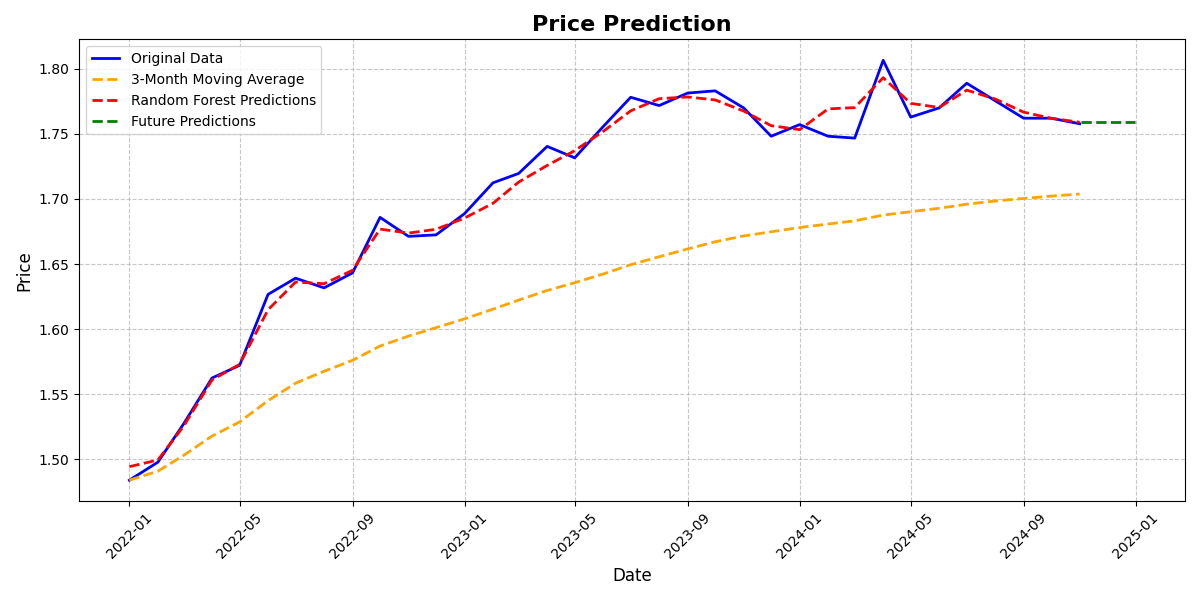 Price Prediction
Original Data
3-Month Moving Average
Random Forest Predictions
Future Predictions
Price
1.80
1.75
1.70
1.65
1.60
1.55
1.50
2022-01
2022-05
2022-09
2023-01
2023-05
2023-09
2024-01
2024-05
2024-09
2025-01
Date